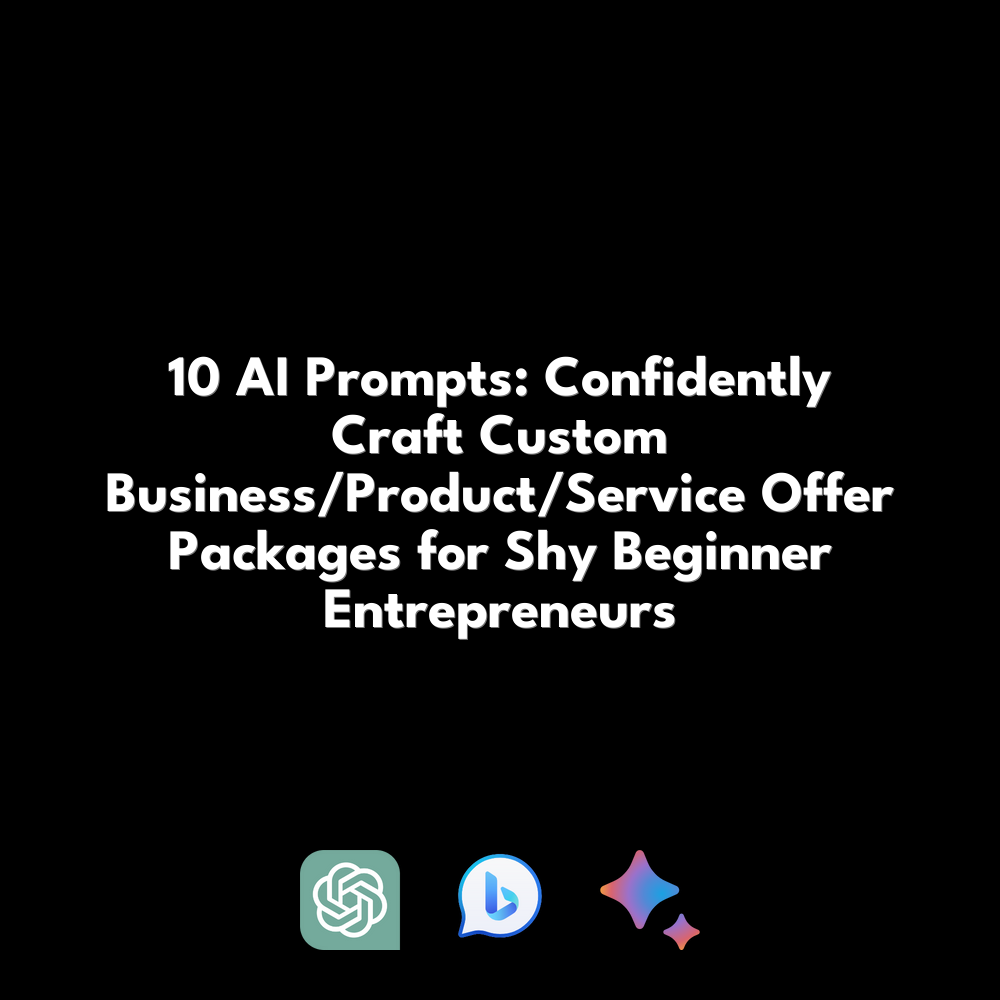 10 AI Prompts: Confidently
Craft Custom
Business/Product/Service Offer
Packages for Shy Beginner
Entrepreneurs